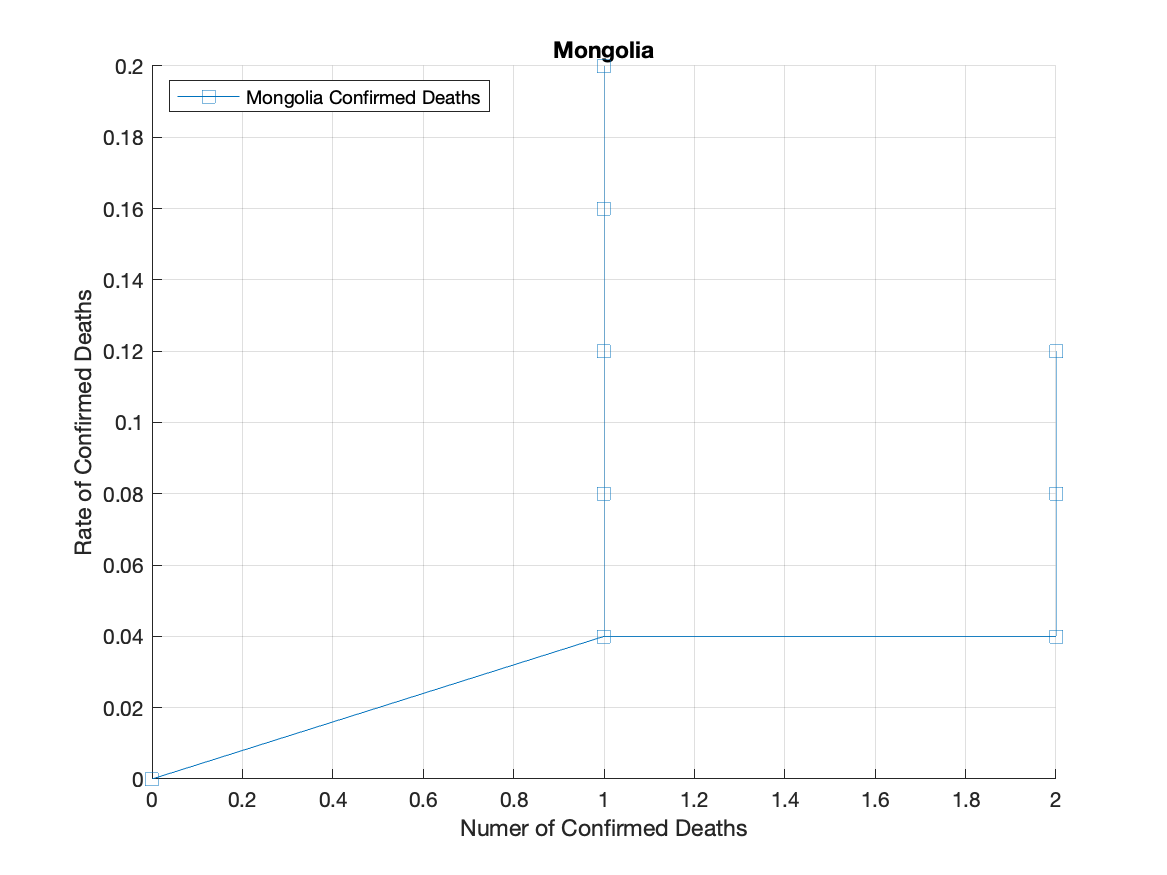 Mongolia
Mongolia Confirmed Deaths
0.2
0.18
0.16
0.14
0.12
0.1
0.08
0.06
0.04
0.02
0
Rate of Confirmed Deaths
0 0.2 0.4 0.6 0.8 1 1.2 1.4 1.6 1.8 2
Numer of Confirmed Deaths